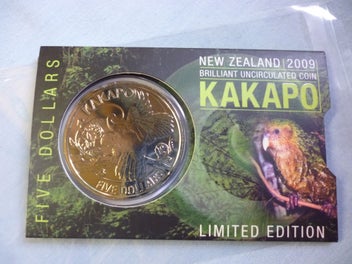 FIVE DOLLARS
KAKAPO
FIVE DOLLARS
NEW ZEALAND | 2009
BRILLIANT UNCIRCULATED COIN
KAKAPO
LIMITED EDITION